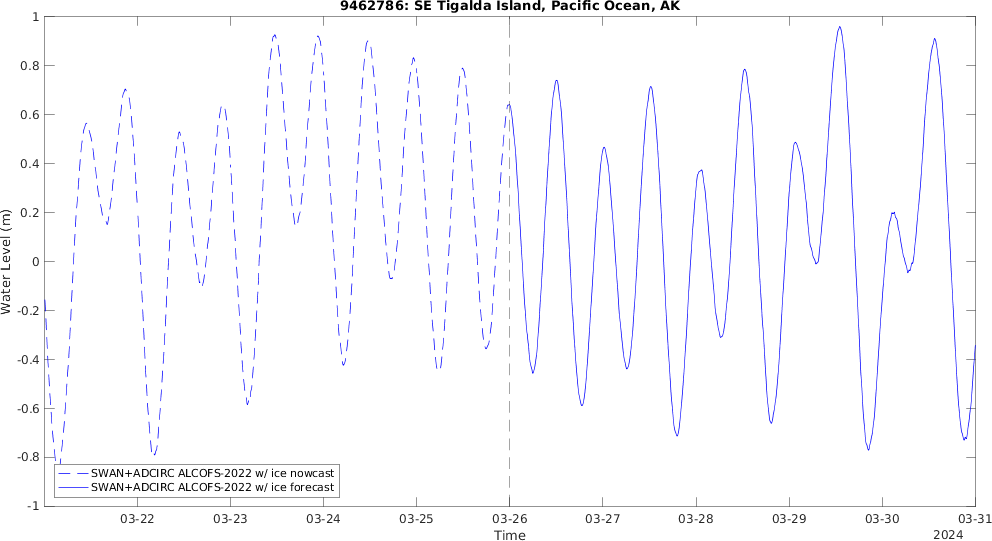 9462786: SE Tigalda Island, Pacific Ocean, AK
1
0.8
0.6
0.4
0.2
0
-0.2
-0.4
-0.6
-0.8
-1
Water Level (m)
SWAN+ADCIRC ALCOFS-2022 w/ ice nowcast
SWAN+ADCIRC ALCOFS-2022 w/ ice forecast
03-22 03-23 03-24 03-25 03-26 03-27 03-28 03-29 03-30 03-31
Time
2024